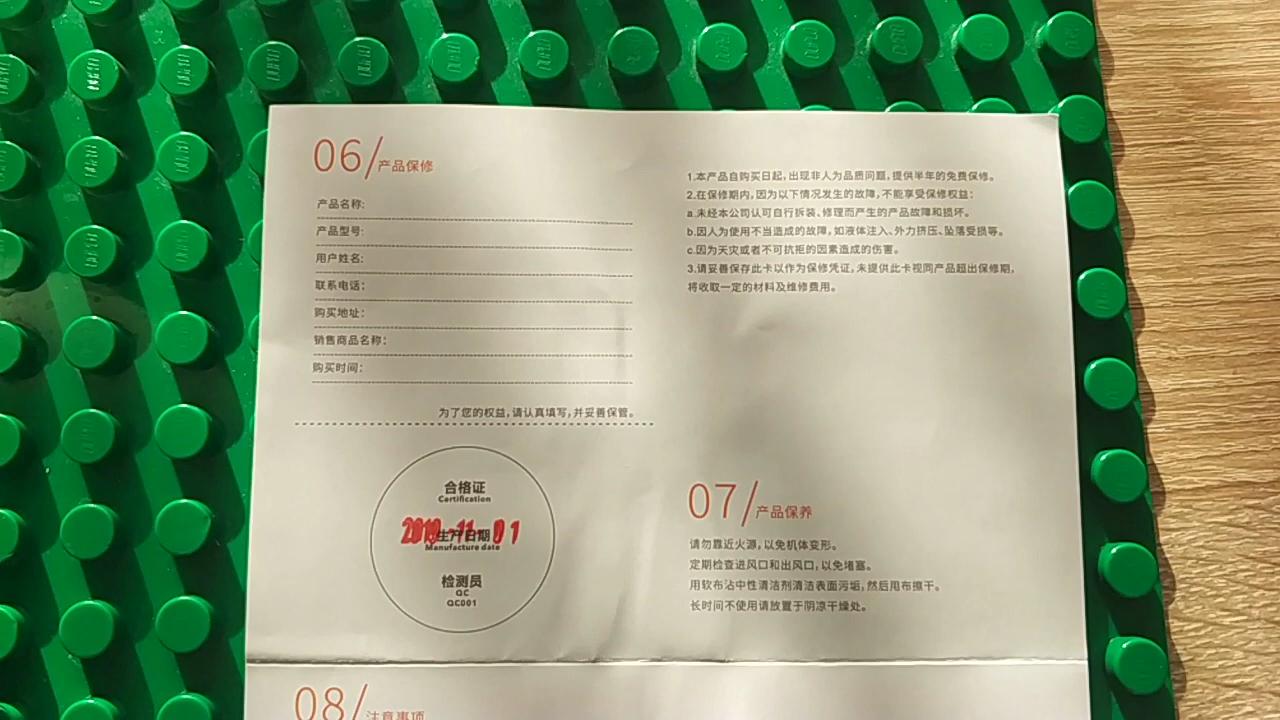 06/产品保修
产品名称:
产品型号:
用户姓名:
联系电话:
购买地址:
销售商品名称:
购买时间:
为了您的权益,请认真填写,并妥善保管。
合格证
Certification
生产日期
Manufacture date
检测员
QC
QC001
1.本产品自购买日起,出现非人为品质问题,提供半年的免费保修。
2.在保修期内,因为以下情况发生的故障,不能享受保修权益:
a.未经本公司认可自行拆装、修理而产生的产品故障和损坏。
b.因人为使用不当造成的故障,如液体注入、外力挤压、坠落受损等。
c.因为天灾或者不可抗拒的因素造成的伤害。
3.请妥善保存此卡以作为保修凭证,未提供此卡视同产品超出保修期,
将收取一定的材料及维修费用。
07/产品保养
请勿靠近火源,以免机体变形。
定期检查进风口和出风口,以免堵塞。
用软布沾中性清洁剂清洁表面污垢,然后甩布擦干。
长时间不使用请放置于阴凉干燥处。
08/注意事项